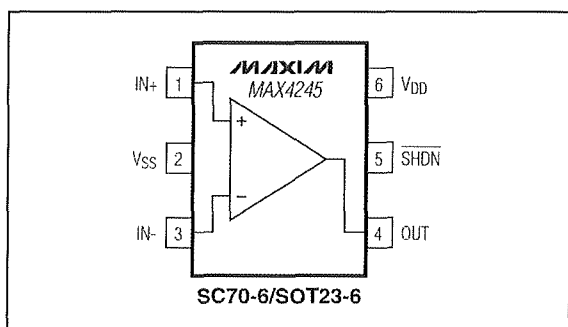 MAXIM
MAX4245
IN+ 1
6 VDD
+
VSS 2
5 SHDN
−
IN- 3
4 OUT
SC70-6/SOT23-6